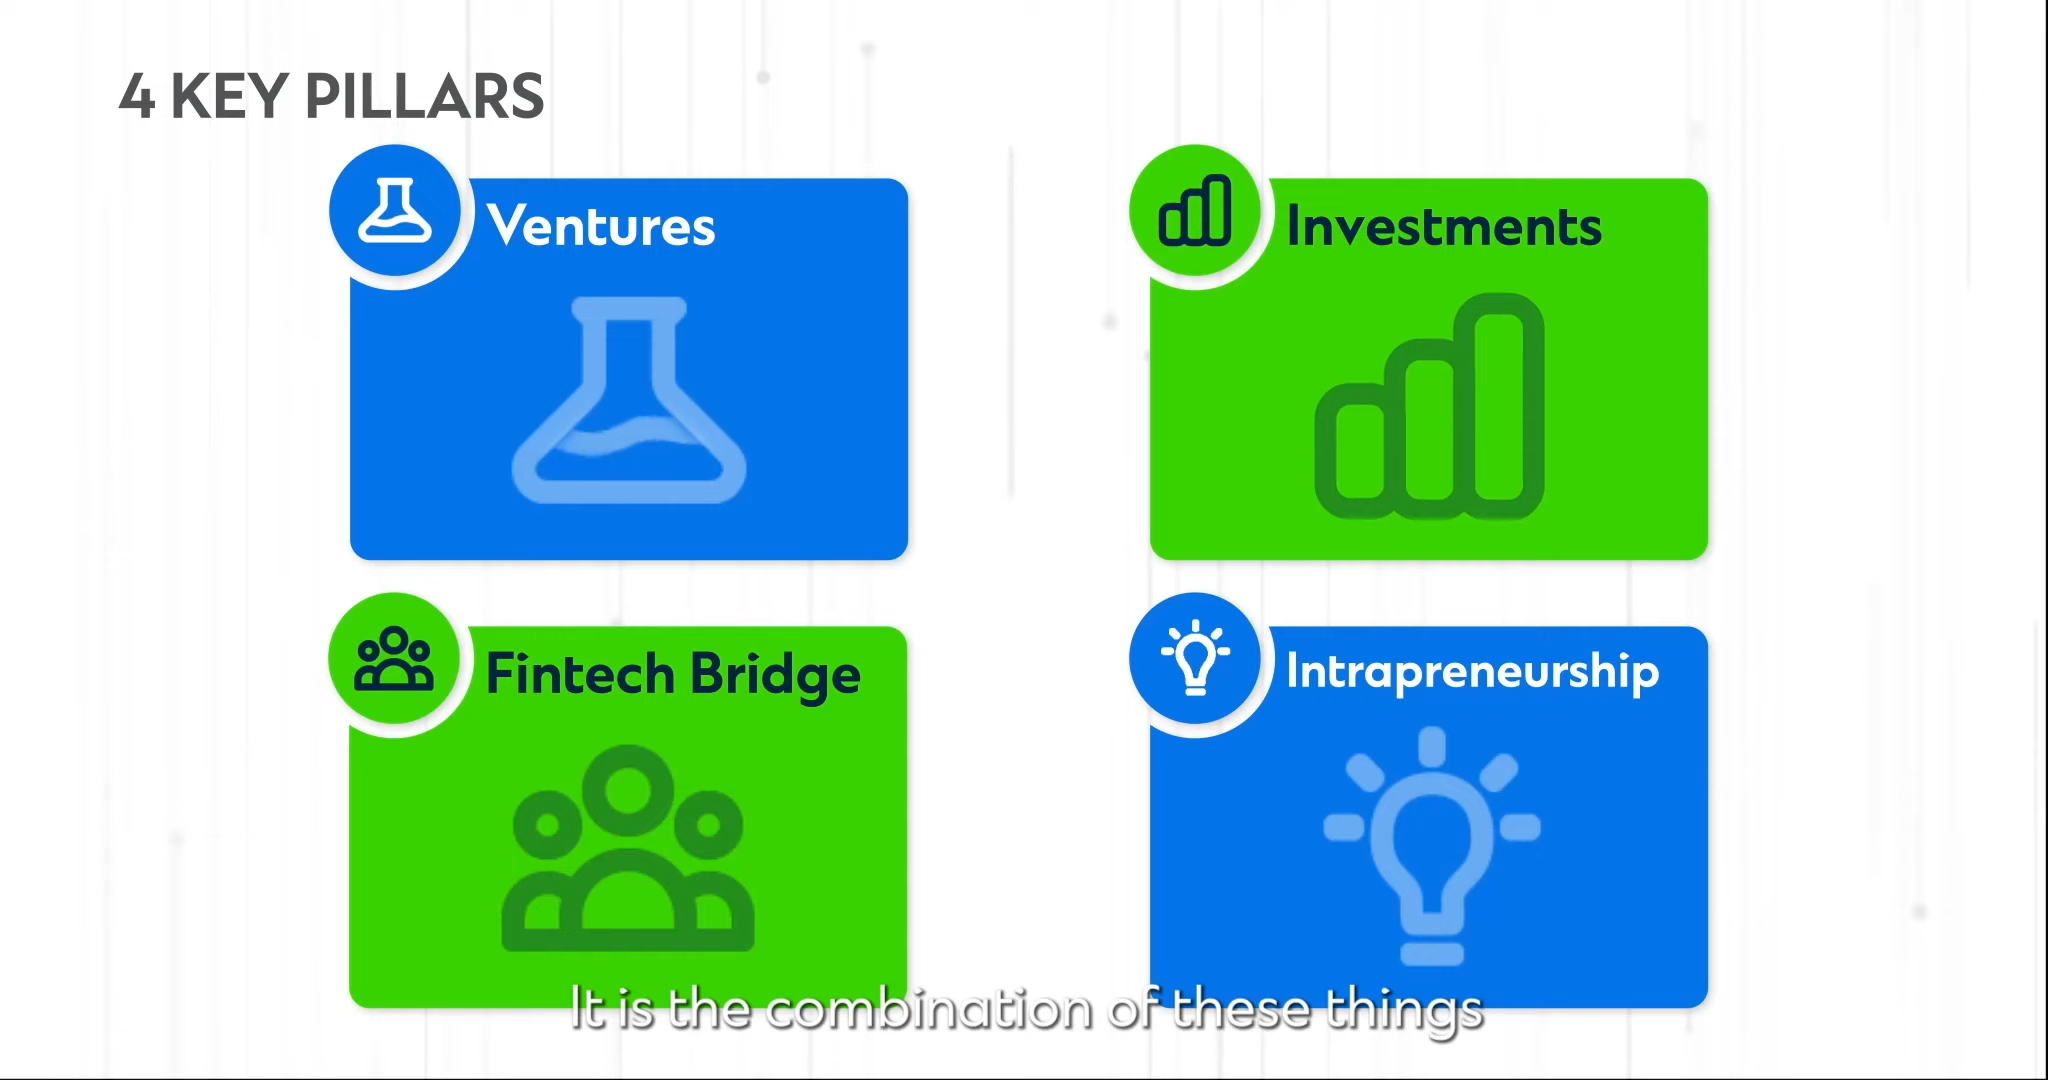 4 KEY PILLARS
Ventures
Investments
Fintech Bridge
Intrapreneurship
It is the combination of these things